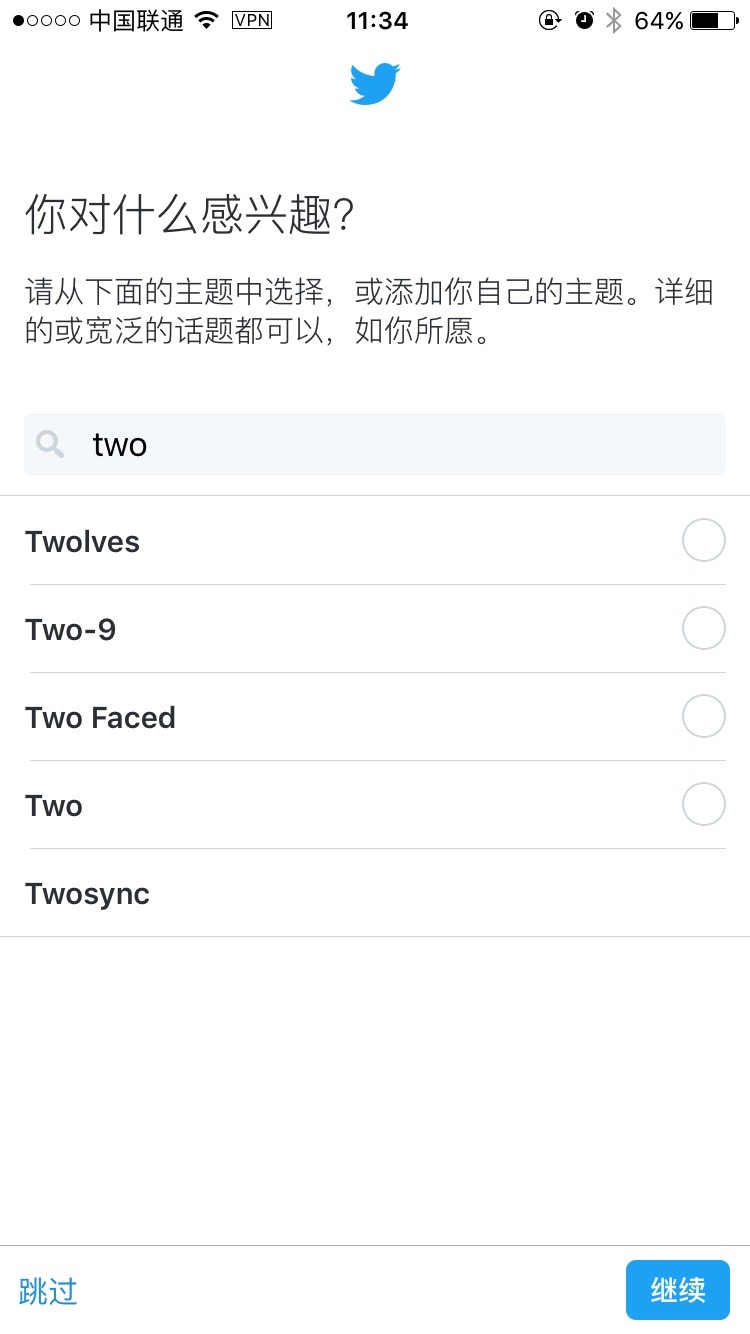 中国联通 VPN 11:34 64%
你对什么感兴趣?
请从下面的主题中选择，或添加你自己的主题。详细
的或宽泛的话题都可以，如你所愿。
two
Twolves
Two-9
Two Faced
Two
Twosync
跳过 继续